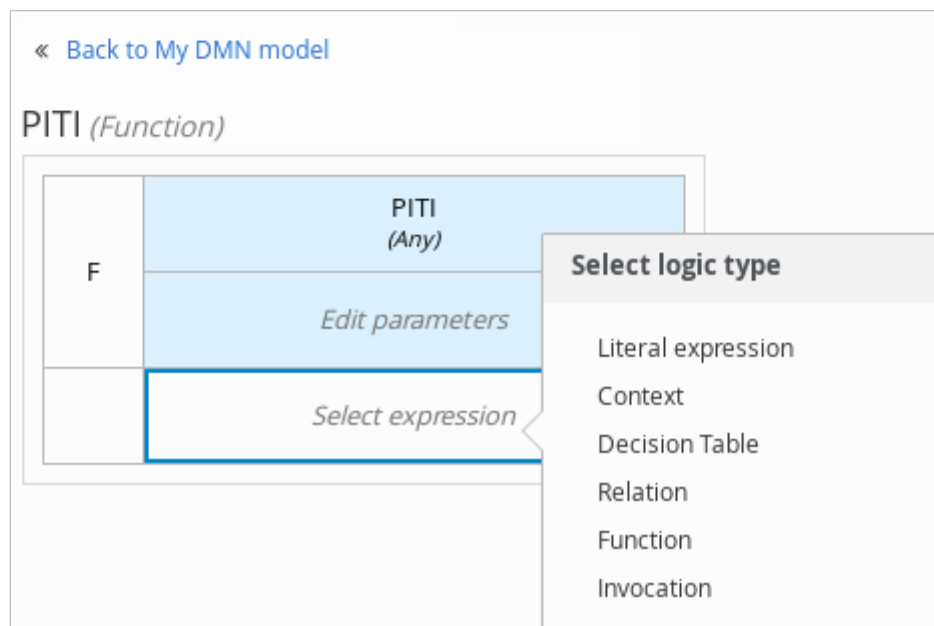 « Back to My DMN model
PITI (Function)
PITI
(Any)
F
Edit parameters
Select expression
Select logic type
Literal expression
Context
Decision Table
Relation
Function
Invocation